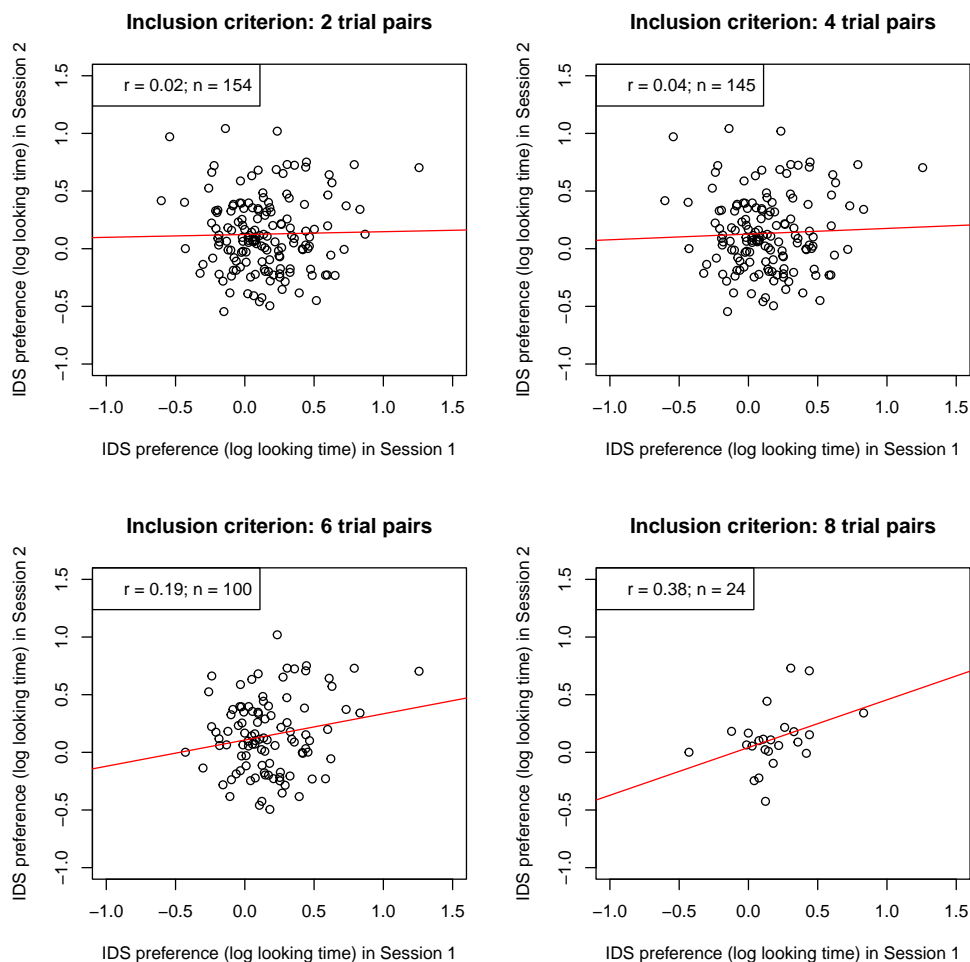 Inclusion criterion: 2 trial pairs
IDS preference (log looking time) in Session 2
1.5
1.0
0.5
0.0
−0.5
−1.0
r = 0.02; n = 154
−1.0 −0.5 0.0 0.5 1.0 1.5
IDS preference (log looking time) in Session 1
Inclusion criterion: 4 trial pairs
IDS preference (log looking time) in Session 2
1.5
1.0
0.5
0.0
−0.5
−1.0
r = 0.04; n = 145
−1.0 −0.5 0.0 0.5 1.0 1.5
IDS preference (log looking time) in Session 1
Inclusion criterion: 6 trial pairs
IDS preference (log looking time) in Session 2
1.5
1.0
0.5
0.0
−0.5
−1.0
r = 0.19; n = 100
−1.0 −0.5 0.0 0.5 1.0 1.5
IDS preference (log looking time) in Session 1
Inclusion criterion: 8 trial pairs
IDS preference (log looking time) in Session 2
1.5
1.0
0.5
0.0
−0.5
−1.0
r = 0.38; n = 24
−1.0 −0.5 0.0 0.5 1.0 1.5
IDS preference (log looking time) in Session 1